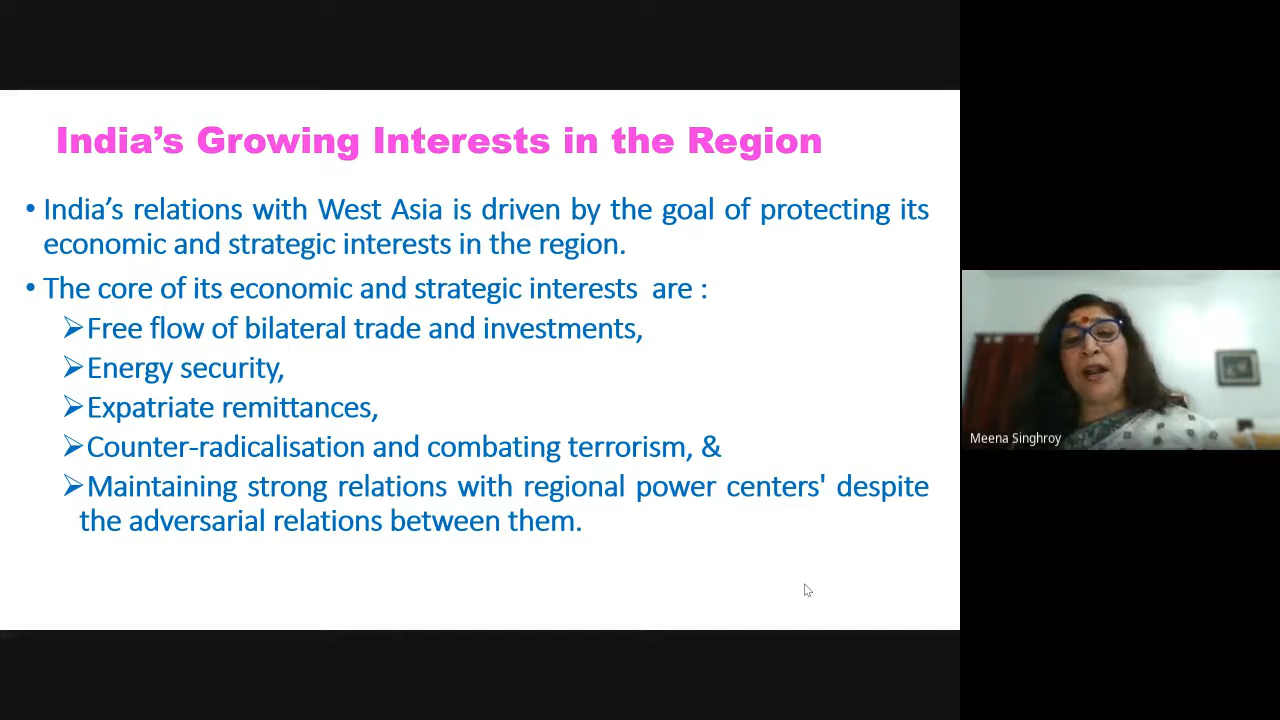 India’s Growing Interests in the Region
• India’s relations with West Asia is driven by the goal of protecting its
economic and strategic interests in the region.
• The core of its economic and strategic interests  are :
➢Free flow of bilateral trade and investments,
➢Energy security,
➢Expatriate remittances,
➢Counter-radicalisation and combating terrorism, &
➢Maintaining strong relations with regional power centers' despite
the adversarial relations between them.
Meena Singhroy